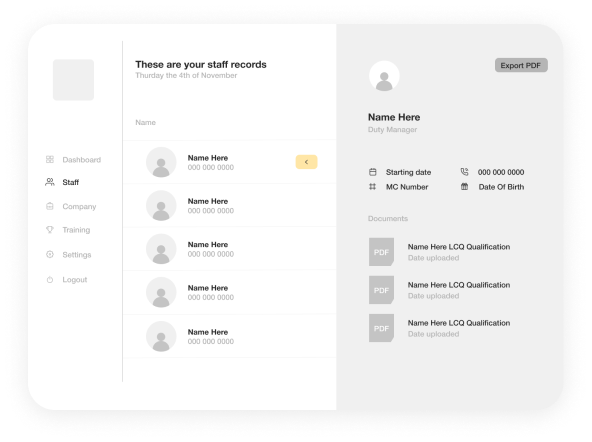 Dashboard
Staff
Company
Training
Settings
Logout
These are your staff records
Thurday the 4th of November
Name
Name Here
000 000 0000
Name Here
000 000 0000
Name Here
000 000 0000
Name Here
000 000 0000
Name Here
000 000 0000
Export PDF
Name Here
Duty Manager
Starting date
000 000 0000
MC Number
Date Of Birth
Documents
PDF
Name Here LCQ Qualification
Date uploaded
PDF
Name Here LCQ Qualification
Date uploaded
PDF
Name Here LCQ Qualification
Date uploaded